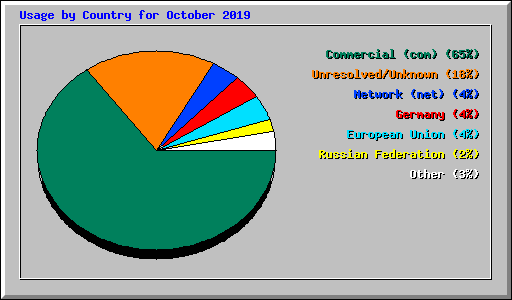 Usage by Country for October 2019
Commercial (com) (65%)
Unresolved/Unknown (18%)
Network (net) (4%)
Germany (4%)
European Union (4%)
Russian Federation (2%)
Other (3%)